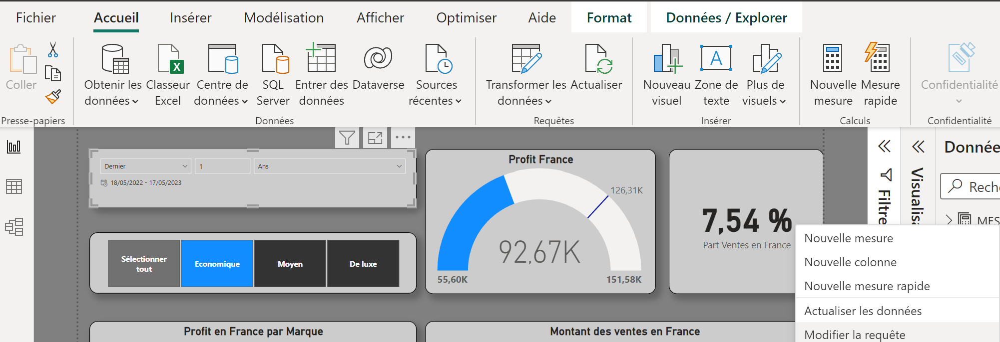 Fichier Accueil Insérer Modélisation Afficher Optimiser Aide Format Données / Explorer
Coller
Presse-papiers
Obtenir les données
Classeur Excel
Centre de données
SQL Server
Entrer des données
Dataverse
Sources récentes
Données
Transformer les données
Actualiser
Requêtes
Nouveau visuel
Zone de texte
Plus de visuels
Insérer
Nouvelle mesure
Mesure rapide
Calculs
Confidentialité
Confidentialité
Dernier 1 Ans
18/05/2022 - 17/05/2023
Sélectionner tout
Economique
Moyen
De luxe
Profit France
126,31K
92,67K
55,60K
151,58K
7,54 %
Part Ventes en France
Profit en France par Marque
Montant des ventes en France
Filtre
Visualis
Donnée
Rech
MES
Nouvelle mesure
Nouvelle colonne
Nouvelle mesure rapide
Actualiser les données
Modifier la requête